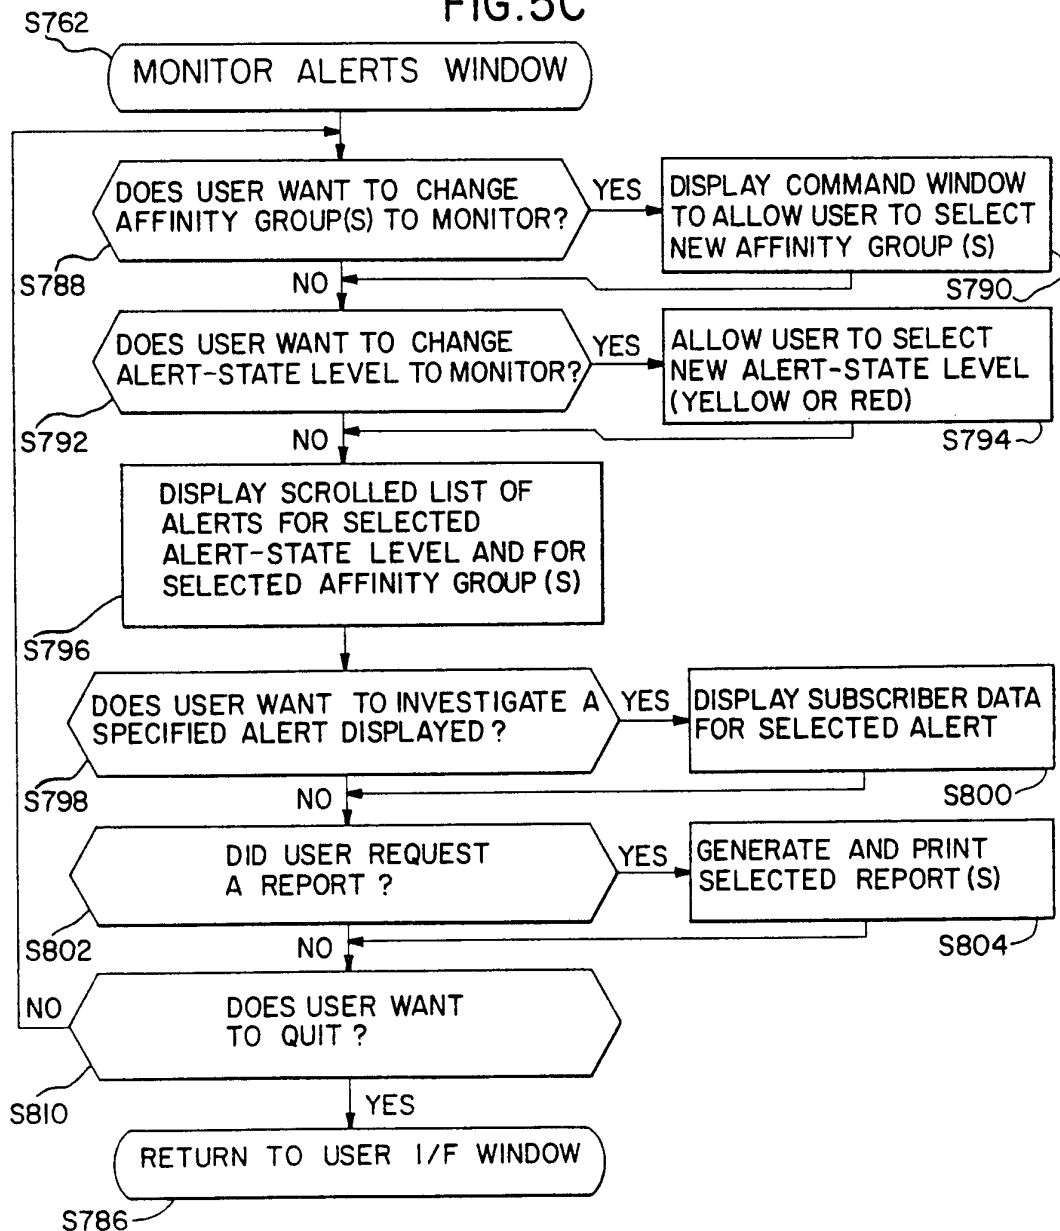 FIG.5C
S762
MONITOR ALERTS WINDOW
DOES USER WANT TO CHANGE
AFFINITY GROUP(S) TO MONITOR?
YES
DISPLAY COMMAND WINDOW
TO ALLOW USER TO SELECT
NEW AFFINITY GROUP (S)
S788
NO
S790
DOES USER WANT TO CHANGE
ALERT-STATE LEVEL TO MONITOR?
YES
ALLOW USER TO SELECT
NEW ALERT-STATE LEVEL
(YELLOW OR RED)
S792
NO
S794
DISPLAY SCROLLED LIST OF
ALERTS FOR SELECTED
ALERT-STATE LEVEL AND FOR
SELECTED AFFINITY GROUP (S)
S796
DOES USER WANT TO INVESTIGATE A
SPECIFIED ALERT DISPLAYED ?
YES
DISPLAY SUBSCRIBER DATA
FOR SELECTED ALERT
S798
NO
S800
DID USER REQUEST
A REPORT ?
YES
GENERATE AND PRINT
SELECTED REPORT (S)
S802
NO
S804
NO
DOES USER WANT
TO QUIT ?
S810
YES
RETURN TO USER I/F WINDOW
S786